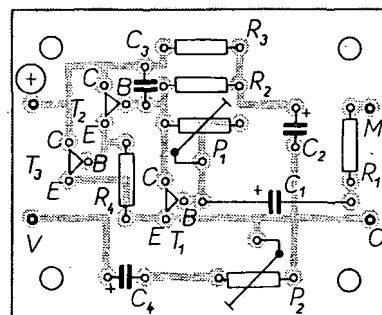 C3 R3
+ C B R2
T2
E P1 C2 M
C
T3 B R4 C C1 R1
E B
V E T1 O
+ C4 P2